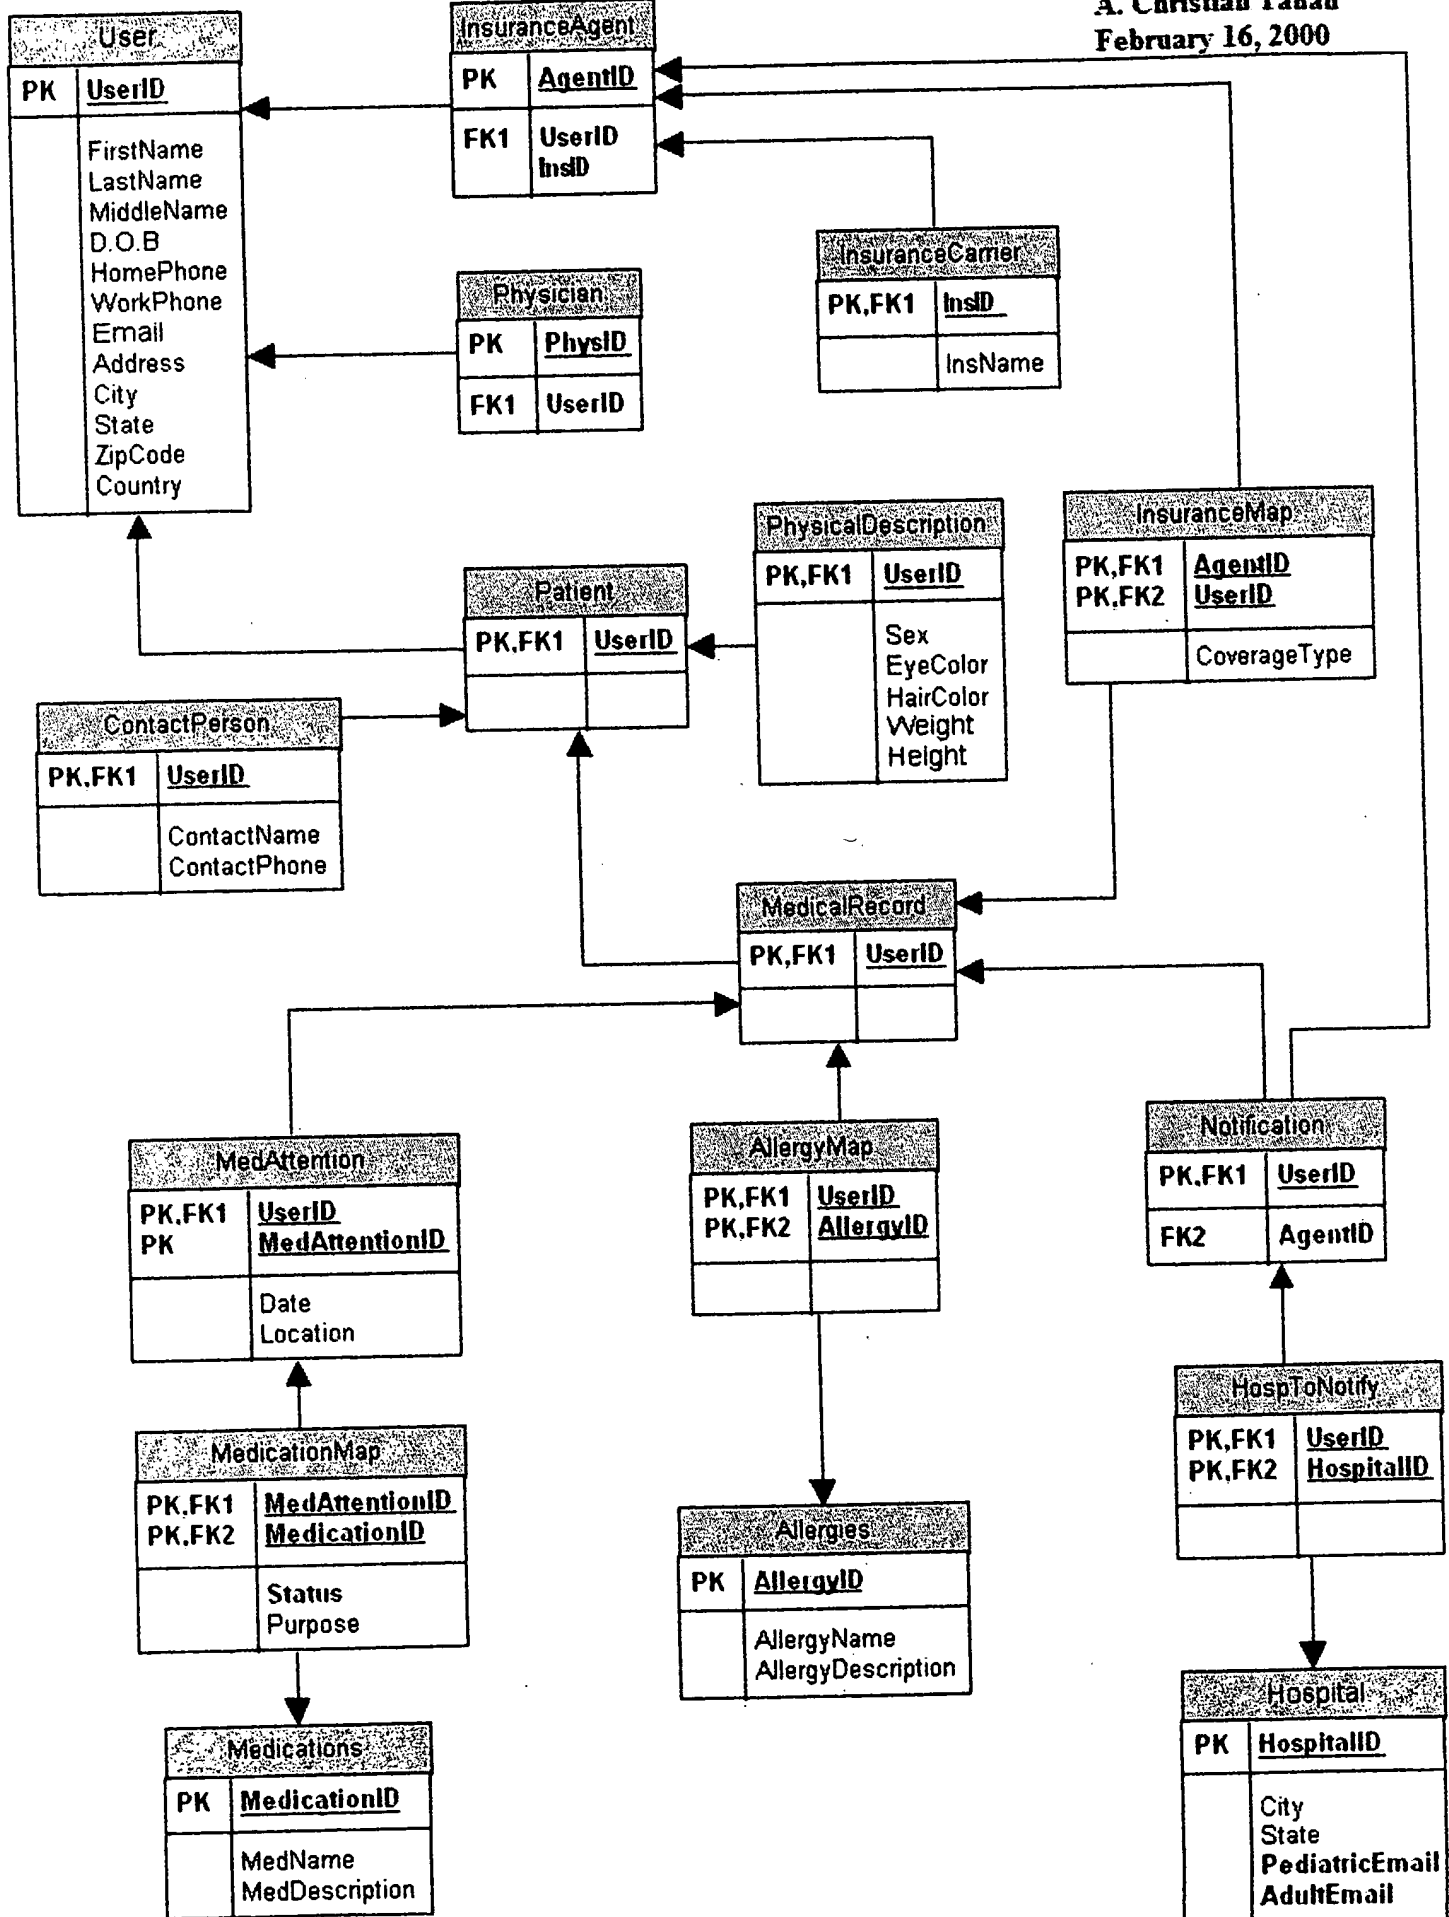 A. Christian
February 16, 2000
User
PK UserID
FirstName
LastName
MiddleName
D.O.B
HomePhone
WorkPhone
Email
Address
City
State
ZipCode
Country
InsuranceAgent
PK AgentID
FK1 UserID
InsID
Physician
PK PhysID
FK1 UserID
InsuranceCarrier
PK,FK1 InsID
InsName
Patient
PK,FK1 UserID
PhysicalDescription
PK,FK1 UserID
Sex
EyeColor
HairColor
Weight
Height
InsuranceMap
PK,FK1 AgentID
PK,FK2 UserID
CoverageType
ContactPerson
PK,FK1 UserID
ContactName
ContactPhone
MedicalRecord
PK,FK1 UserID
MedAttention
PK,FK1 UserID
PK MedAttentionID
Date
Location
AllergyMap
PK,FK1 UserID
PK,FK2 AllergyID
Notification
PK,FK1 UserID
FK2 AgentID
MedicationMap
PK,FK1 MedAttentionID
PK,FK2 MedicationID
Status
Purpose
Allergies
PK AllergyID
AllergyName
AllergyDescription
HospToNotify
PK,FK1 UserID
PK,FK2 HospitalID
Medications
PK MedicationID
MedName
MedDescription
Hospital
PK HospitalID
City
State
PediatricEmail
AdultEmail